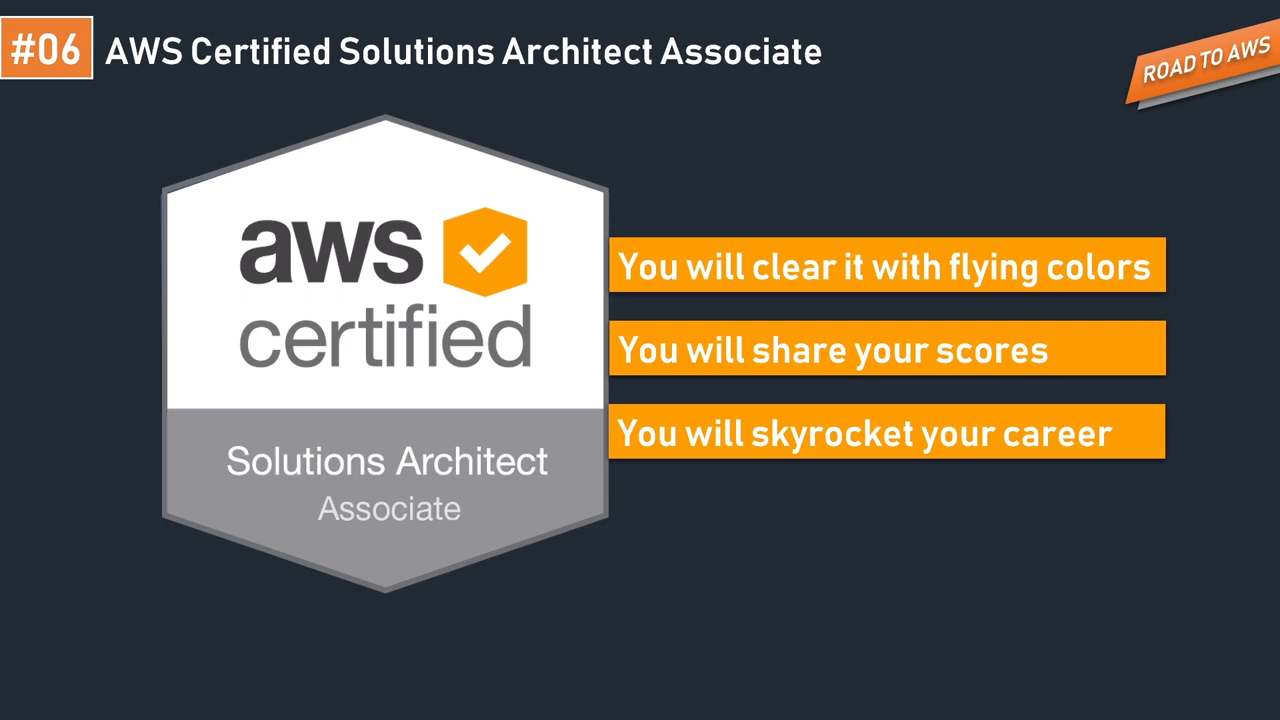 #06 AWS Certified Solutions Architect Associate
ROAD TO AWS
aws
certified
Solutions Architect
Associate
You will clear it with flying colors
You will share your scores
You will skyrocket your career